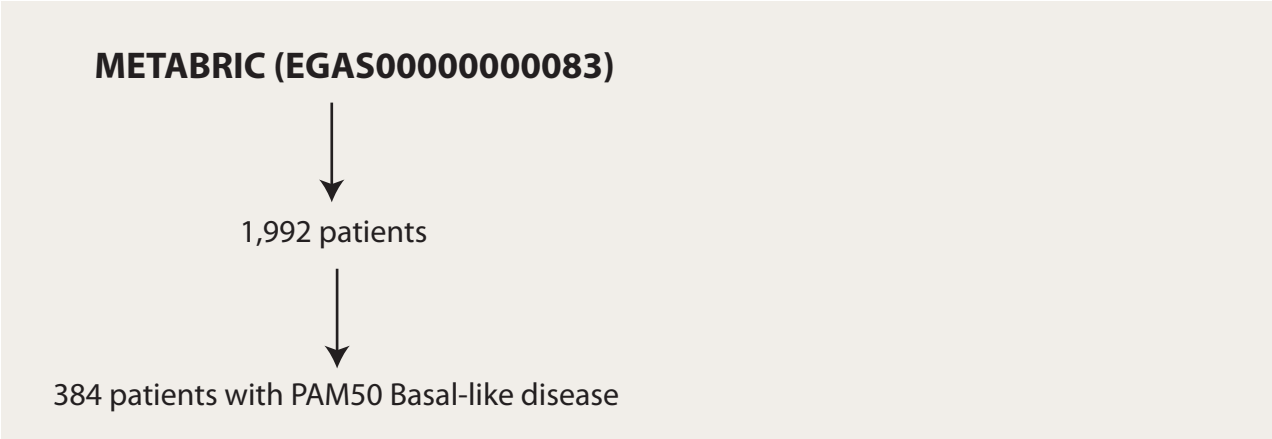 METABRIC (EGAS00000000083)
1,992 patients
384 patients with PAM50 Basal-like disease